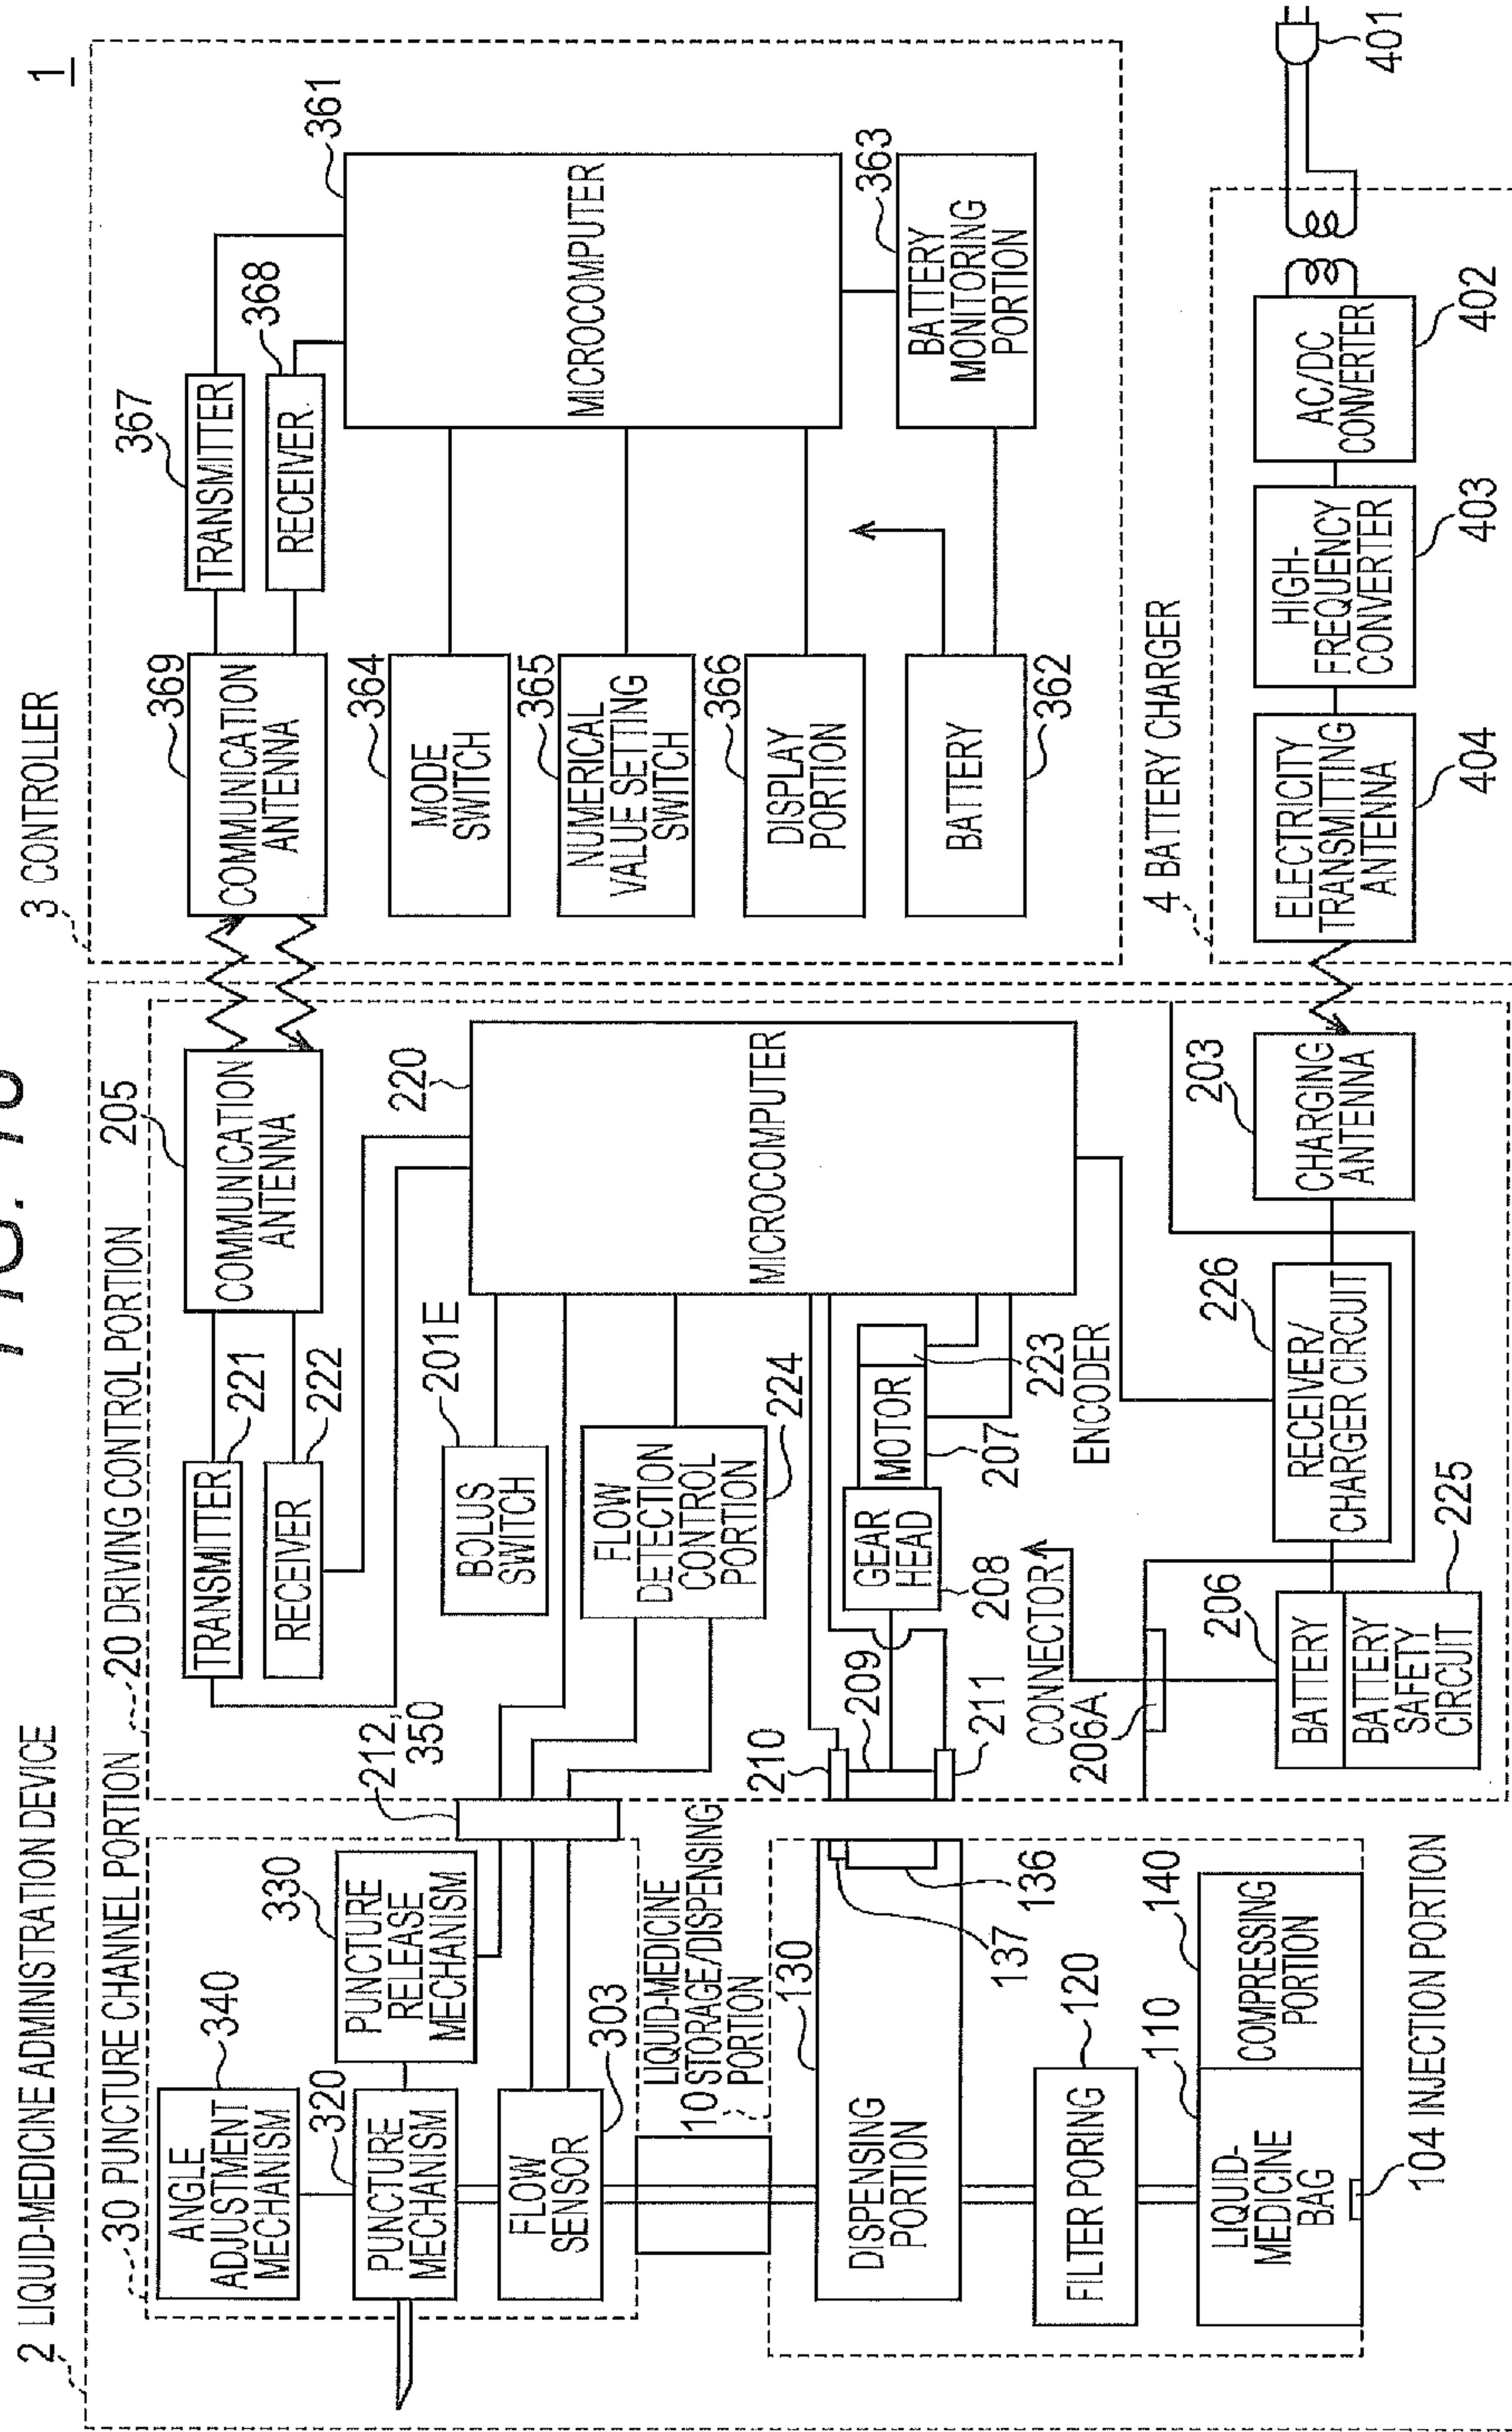 1
2 LIQUID-MEDICINE ADMINISTRATION DEVICE
30 PUNCTURE CHANNEL PORTION
20 DRIVING CONTROL PORTION
3 CONTROLLER
4 BATTERY CHARGER
ANGLE
ADJUSTMENT
MECHANISM
340
PUNCTURE
MECHANISM
320
PUNCTURE
RELEASE
MECHANISM
330
FLOW
SENSOR
303
212,
350
LIQUID-MEDICINE
10 STORAGE/DISPENSING
PORTION
DISPENSING
PORTION
130
137
136
FILTER PORING
120
LIQUID-
MEDICINE
BAG
110
COMPRESSING
PORTION
140
104 INJECTION PORTION
TRANSMITTER
221
RECEIVER
222
COMMUNICATION
ANTENNA
205
BOLUS
SWITCH
201E
FLOW
DETECTION
CONTROL
PORTION
224
MICROCOMPUTER
220
210
209
211
GEAR
HEAD
208
MOTOR
207
223
ENCODER
CONNECTOR
206A
BATTERY
206
BATTERY
SAFETY
CIRCUIT
225
RECEIVER/
CHARGER CIRCUIT
226
CHARGING
ANTENNA
203
COMMUNICATION
ANTENNA
369
TRANSMITTER
367
RECEIVER
368
MICROCOMPUTER
361
MODE
SWITCH
364
NUMERICAL
VALUE SETTING
SWITCH
365
DISPLAY
PORTION
366
BATTERY
362
BATTERY
MONITORING
PORTION
363
ELECTRICITY
TRANSMITTING
ANTENNA
404
HIGH-
FREQUENCY
CONVERTER
403
AC/DC
CONVERTER
402
401